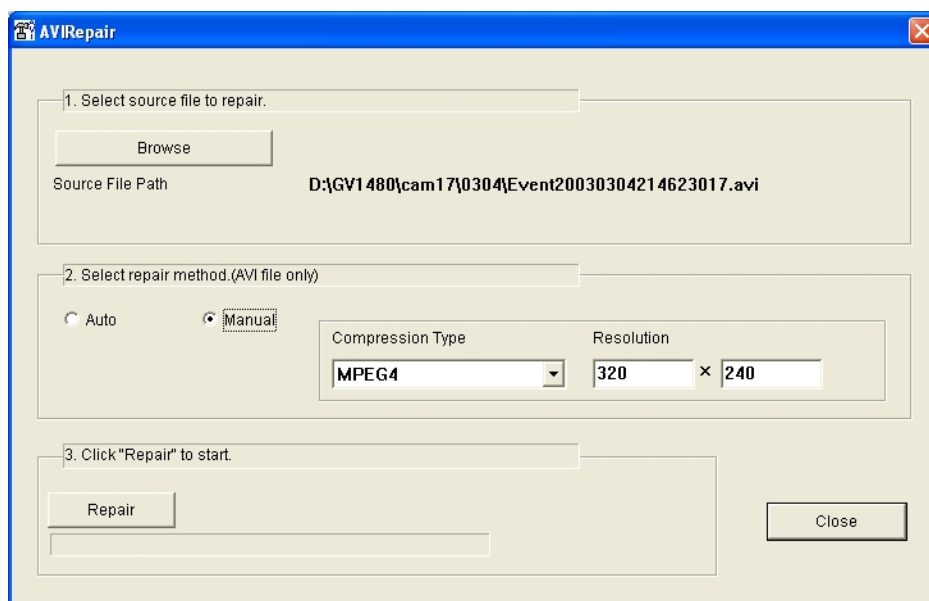 AVIRepair
1. Select source file to repair.
Browse
Source File Path D:\GV1480\cam17\0304\Event20030304214623017.avi
2. Select repair method.(AVI file only)
Auto Manual
Compression Type Resolution
MPEG4 320 × 240
3. Click "Repair" to start.
Repair
Close